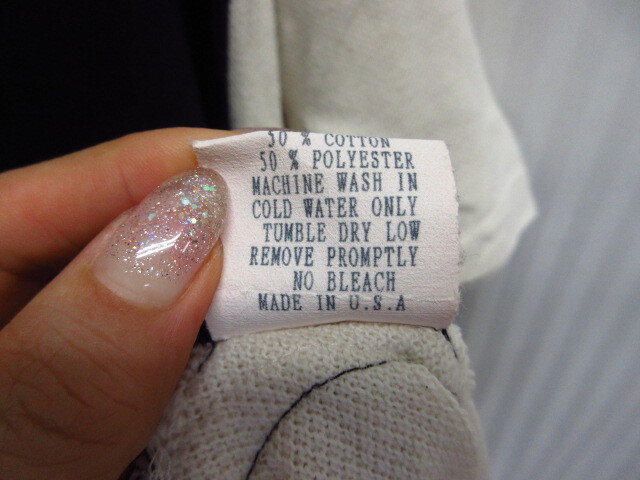 50 % COTTON
50 % POLYESTER
MACHINE WASH IN
COLD WATER ONLY
TUMBLE DRY LOW
REMOVE PROMPTLY
NO BLEACH
MADE IN U.S.A